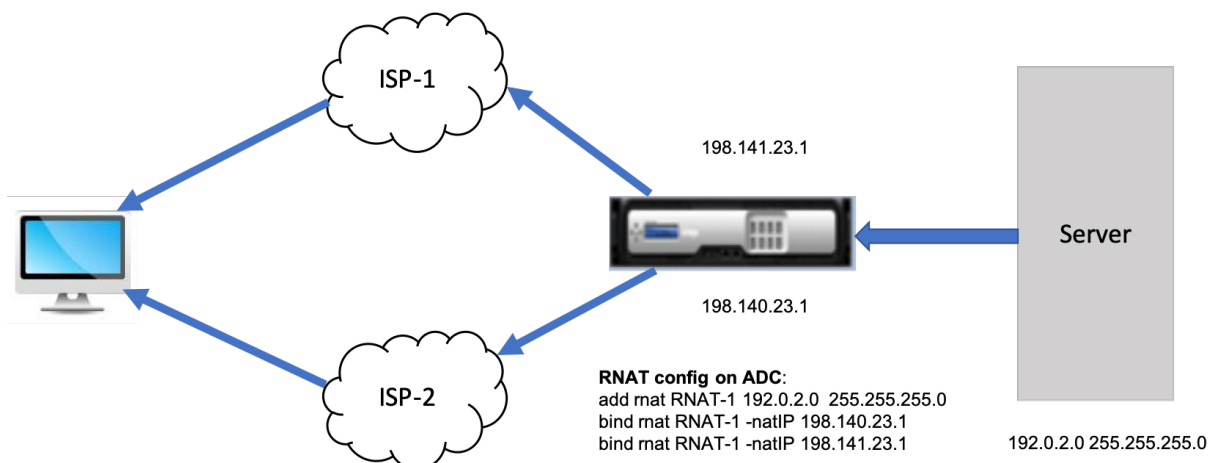 ISP-1
198.141.23.1
Server
198.140.23.1
ISP-2
RNAT config on ADC:
add rnat RNAT-1 192.0.2.0 255.255.255.0
bind rnat RNAT-1 -natIP 198.140.23.1
bind rnat RNAT-1 -natIP 198.141.23.1
192.0.2.0 255.255.255.0